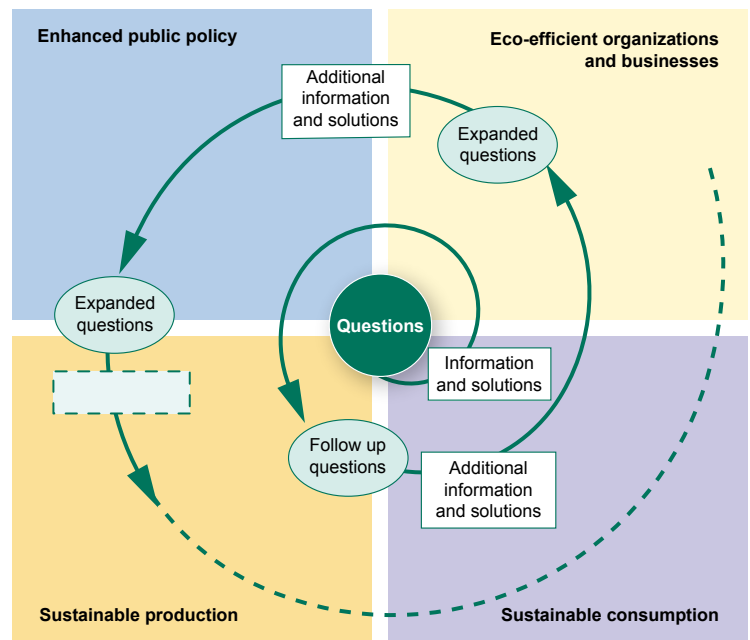 Enhanced public policy
Eco-efficient organizations
and businesses
Additional
information
and solutions
Expanded
questions
Expanded
questions
Questions
Information
and solutions
Follow up
questions
Additional
information
and solutions
Sustainable production
Sustainable consumption